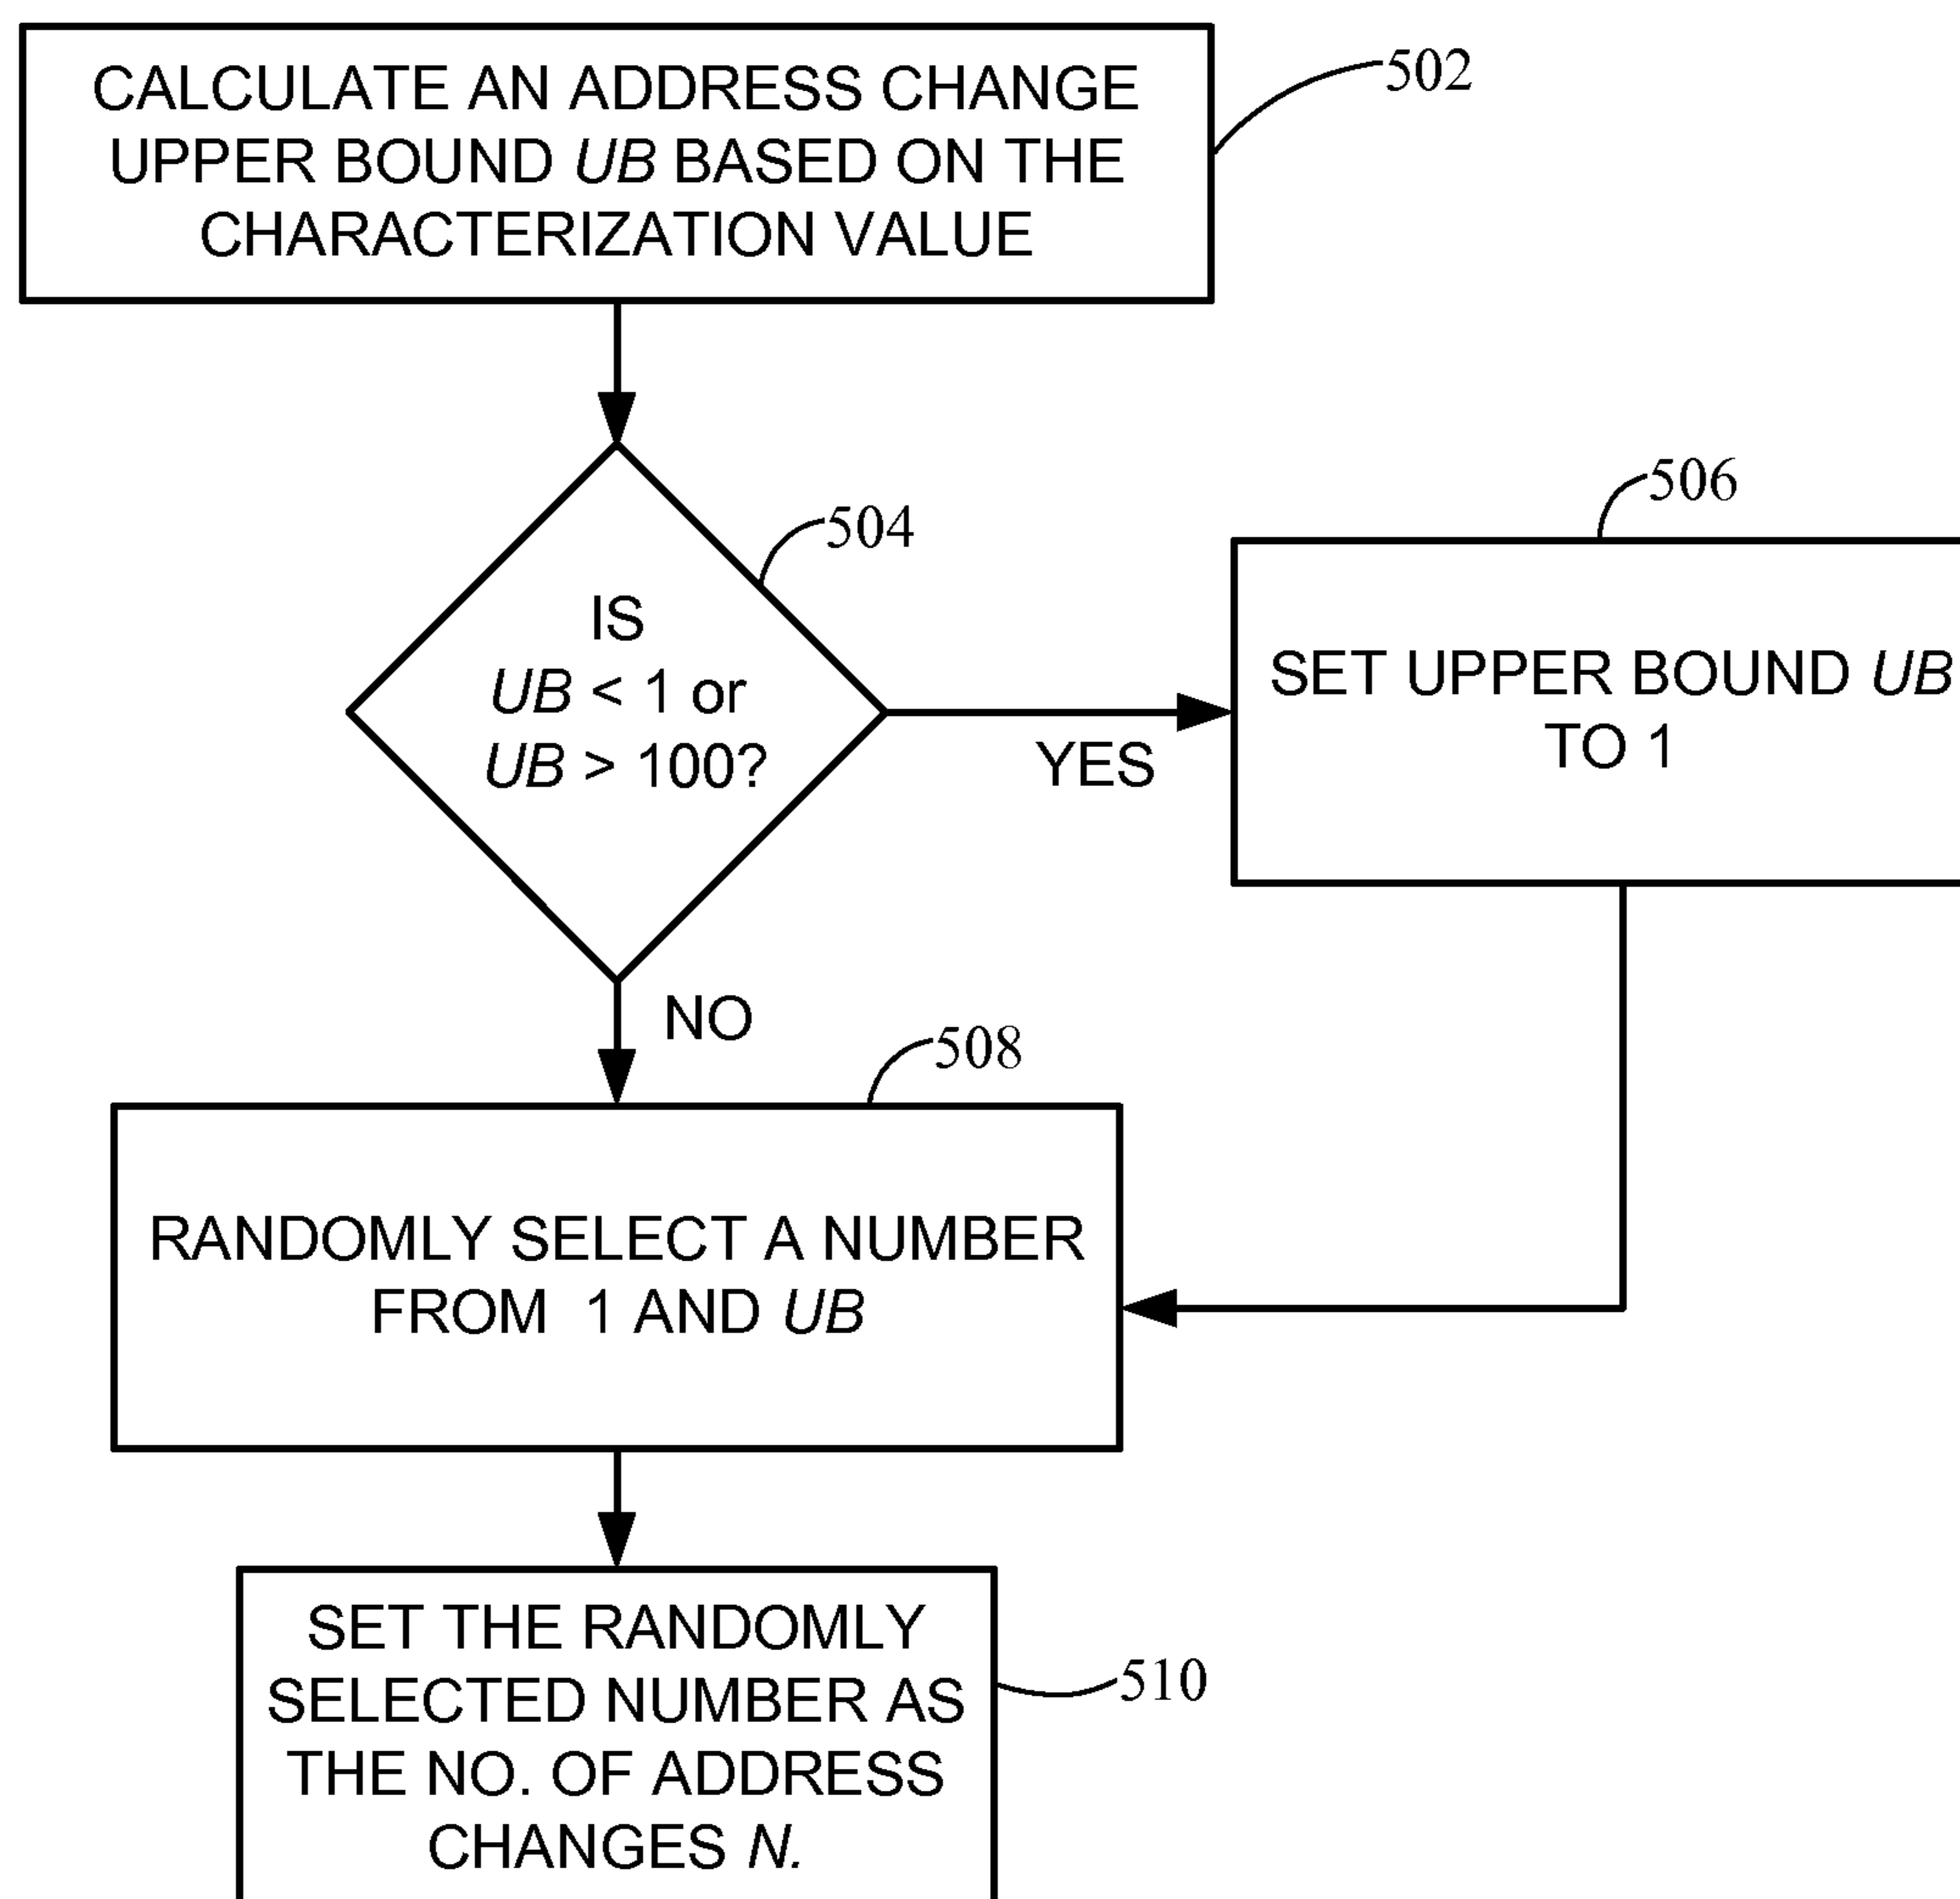 CALCULATE AN ADDRESS CHANGE
UPPER BOUND UB BASED ON THE
CHARACTERIZATION VALUE
502
504
IS
UB < 1 or
UB > 100?
YES
506
SET UPPER BOUND UB
TO 1
NO
508
RANDOMLY SELECT A NUMBER
FROM 1 AND UB
SET THE RANDOMLY
SELECTED NUMBER AS
THE NO. OF ADDRESS
CHANGES N.
510